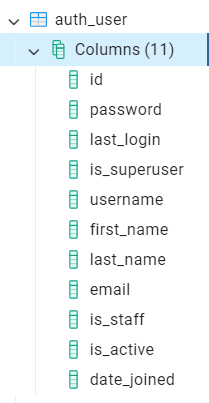 auth_user
Columns (11)
id
password
last_login
is_superuser
username
first_name
last_name
email
is_staff
is_active
date_joined